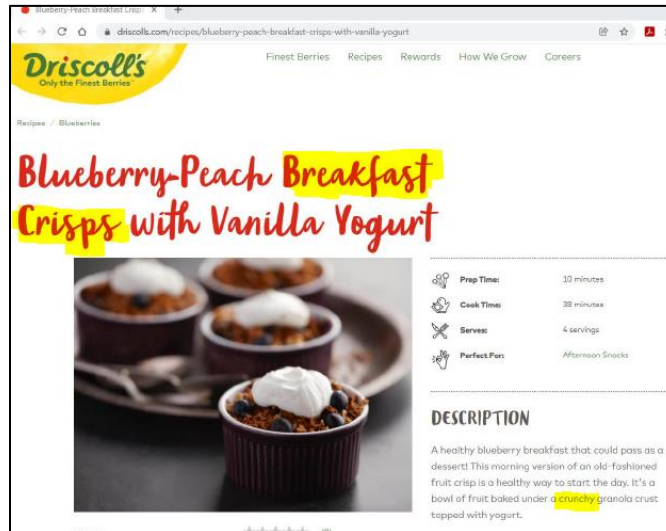 Blueberry-Peach Breakfast Crisps
driscolls.com/recipes/blueberry-peach-breakfast-crisps-with-vanilla-yogurt
Driscoll's
Only the Finest Berries
Finest Berries Recipes Rewards How We Grow Careers
Recipes / Blueberries
Blueberry-Peach Breakfast
Crisps with Vanilla Yogurt
Prep Time: 10 minutes
Cook Time: 38 minutes
Serves: 4 servings
Perfect For: Afternoon Snacks
DESCRIPTION
A healthy blueberry breakfast that could pass as a
dessert! This morning version of an old-fashioned
fruit crisp is a healthy way to start the day. It's a
bowl of fruit baked under a crunchy granola crust
topped with yogurt.